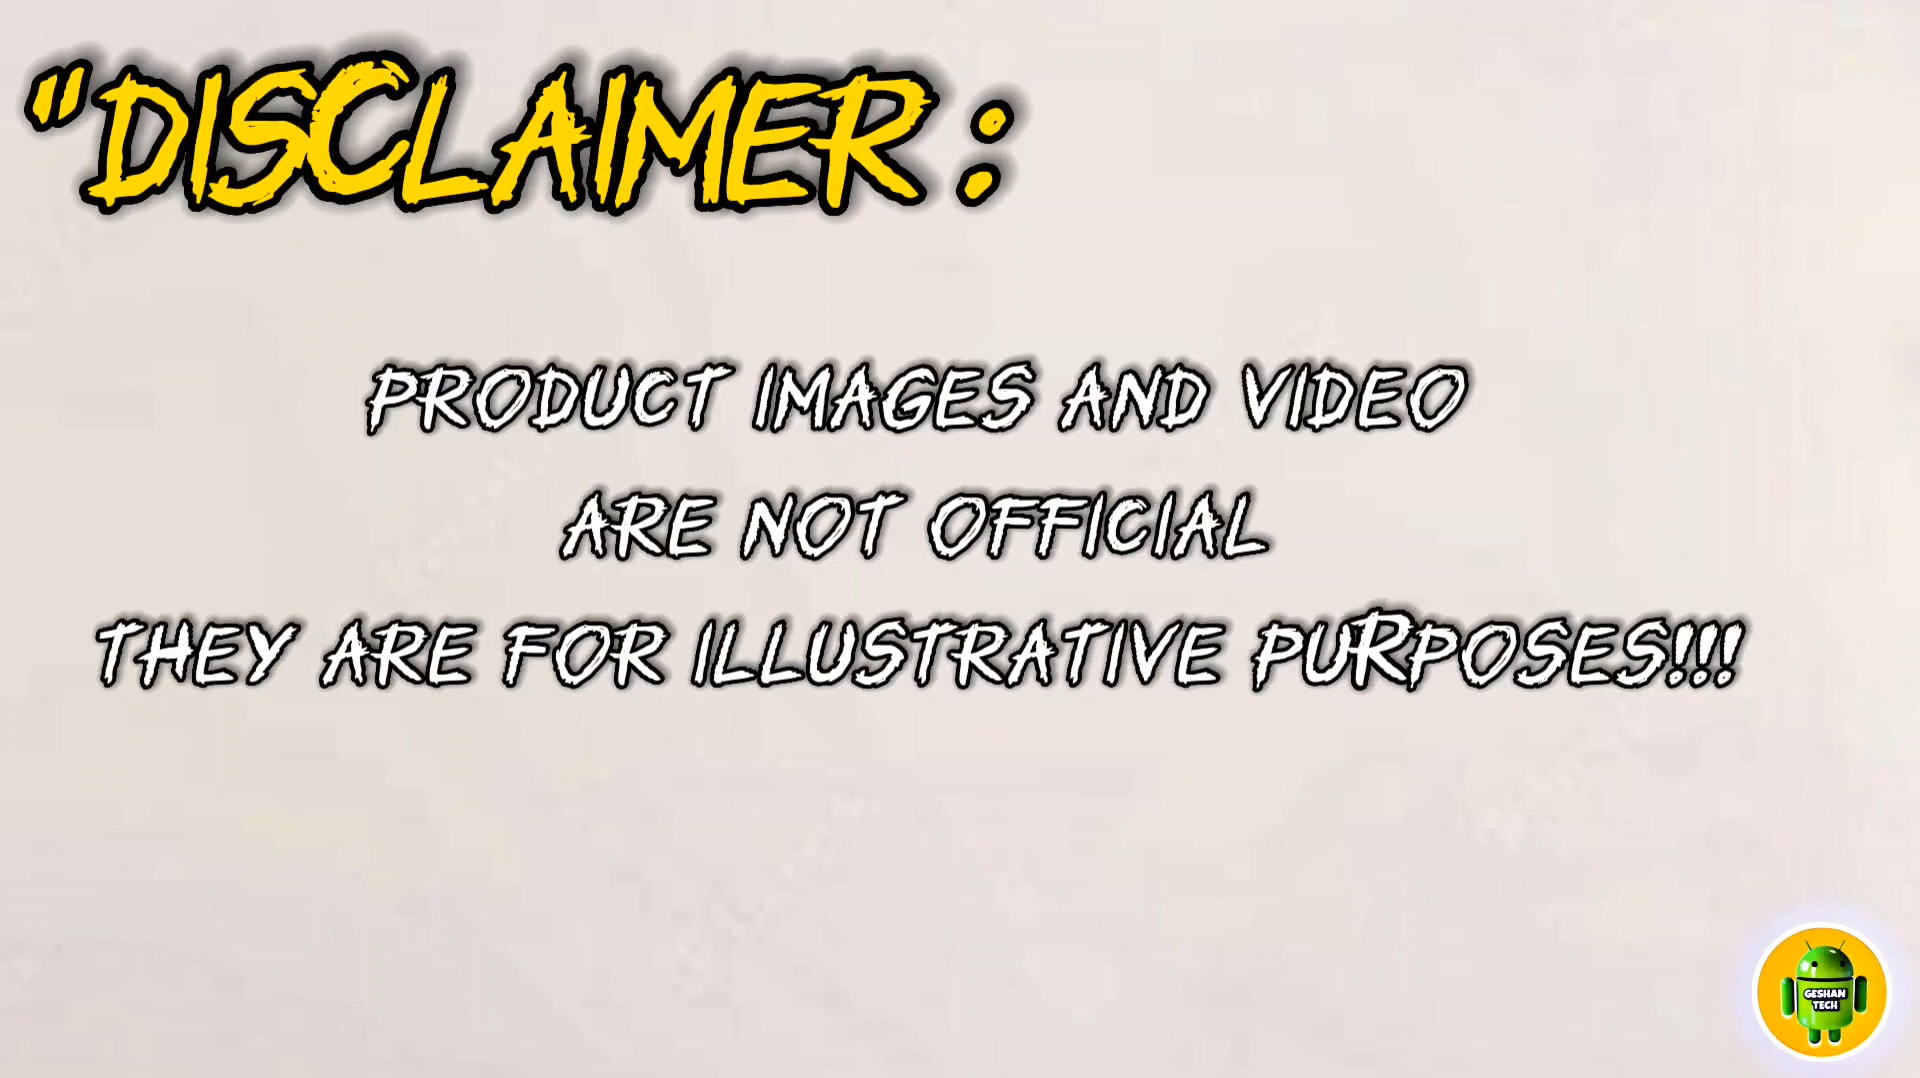 "DISCLAIMER :
PRODUCT IMAGES AND VIDEO
ARE NOT OFFICIAL
THEY ARE FOR ILLUSTRATIVE PURPOSES!!!
GESHAN
TECH